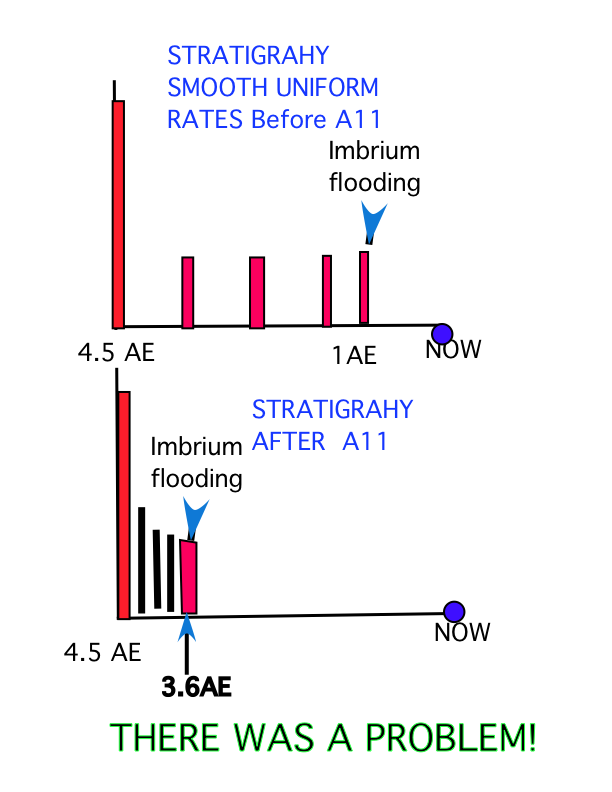 STRATIGRAHY
SMOOTH UNIFORM
RATES Before A11
Imbrium
flooding
4.5 AE
1AE
NOW
STRATIGRAHY
AFTER A11
Imbrium
flooding
NOW
4.5 AE
3.6AE
THERE WAS A PROBLEM!